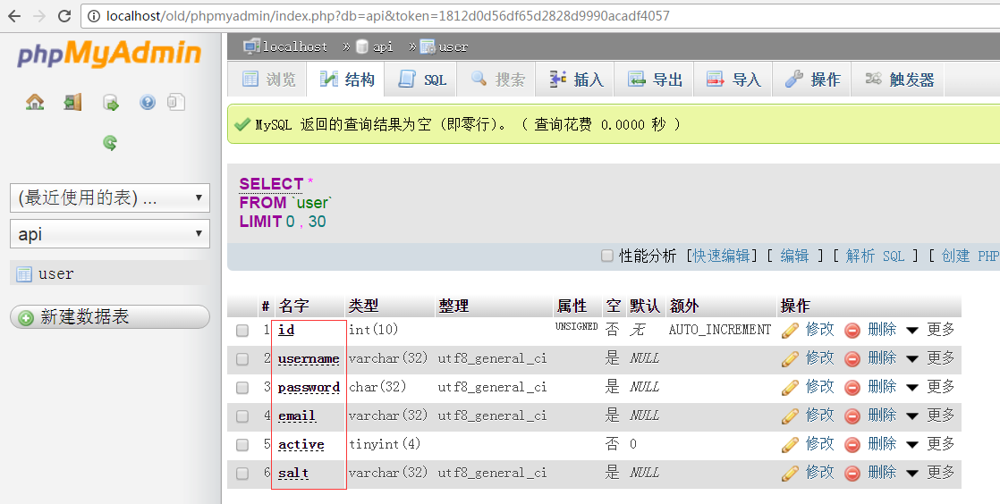 localhost/old/phpmyadmin/index.php?db=api&token=1812d0d56df65d2828d9990acadf4057
phpMyAdmin
(最近使用的表) ...
api
user
新建数据表
localhost » api » user
浏览 结构 SQL 搜索 插入 导出 导入 操作 触发器
MySQL 返回的查询结果为空 (即零行)。 ( 查询花费 0.0000 秒 )
SELECT *
FROM `user`
LIMIT 0 , 30
性能分析 [快速编辑] [ 编辑 ] [ 解析 SQL ] [ 创建 PHP
# 名字 类型 整理 属性 空 默认 额外 操作
1 id int(10) UNSIGNED 否 无 AUTO_INCREMENT 修改 删除 更多
2 username varchar(32) utf8_general_ci 是 NULL 修改 删除 更多
3 password char(32) utf8_general_ci 是 NULL 修改 删除 更多
4 email varchar(32) utf8_general_ci 是 NULL 修改 删除 更多
5 active tinyint(4) 否 0 修改 删除 更多
6 salt varchar(32) utf8_general_ci 是 NULL 修改 删除 更多